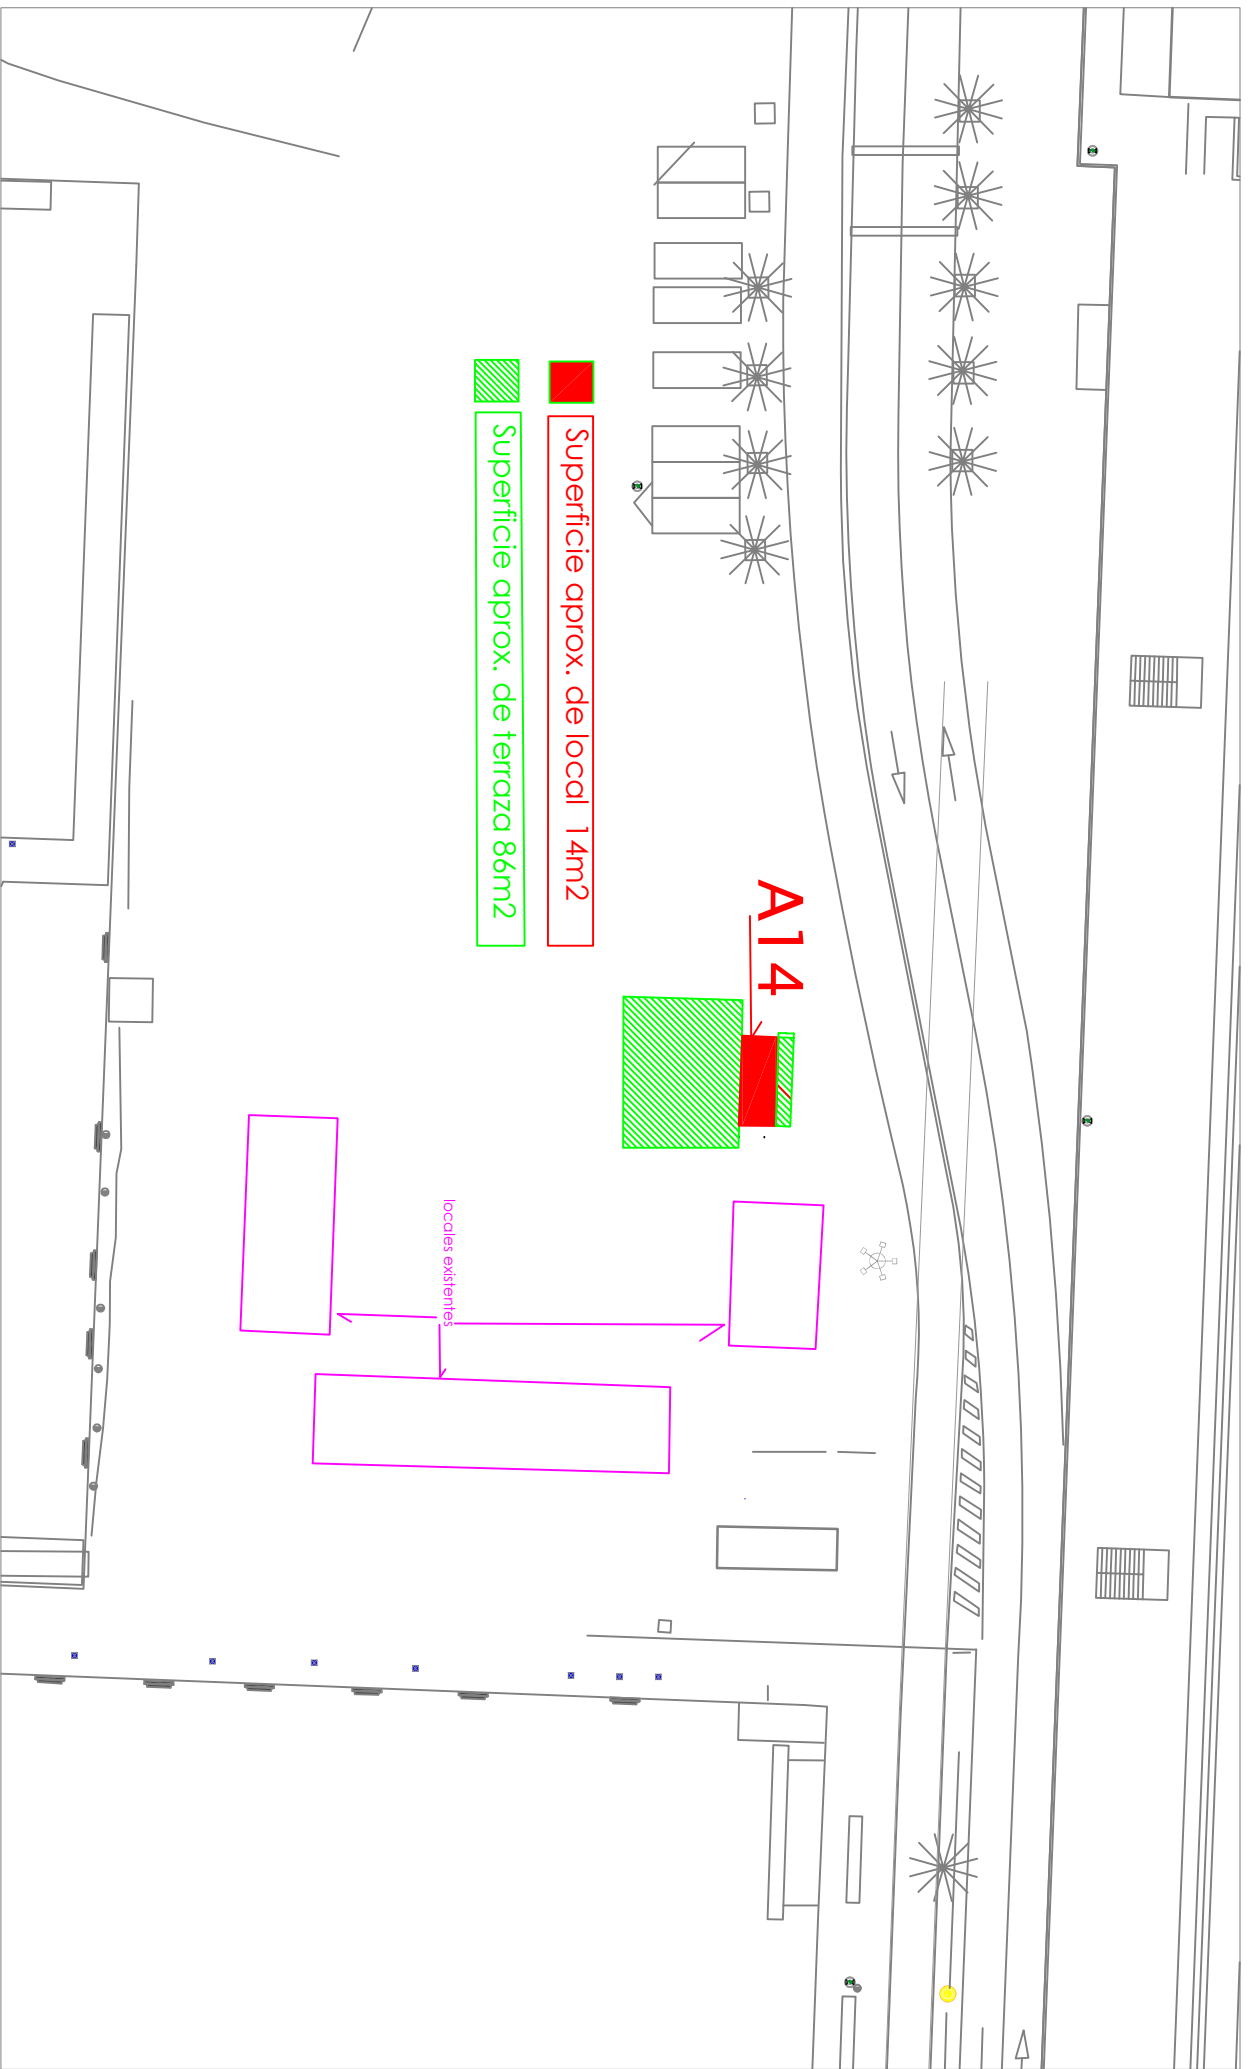 A14
Superficie aprox. de local 14m2
Superficie aprox. de terraza 86m2
locales existentes